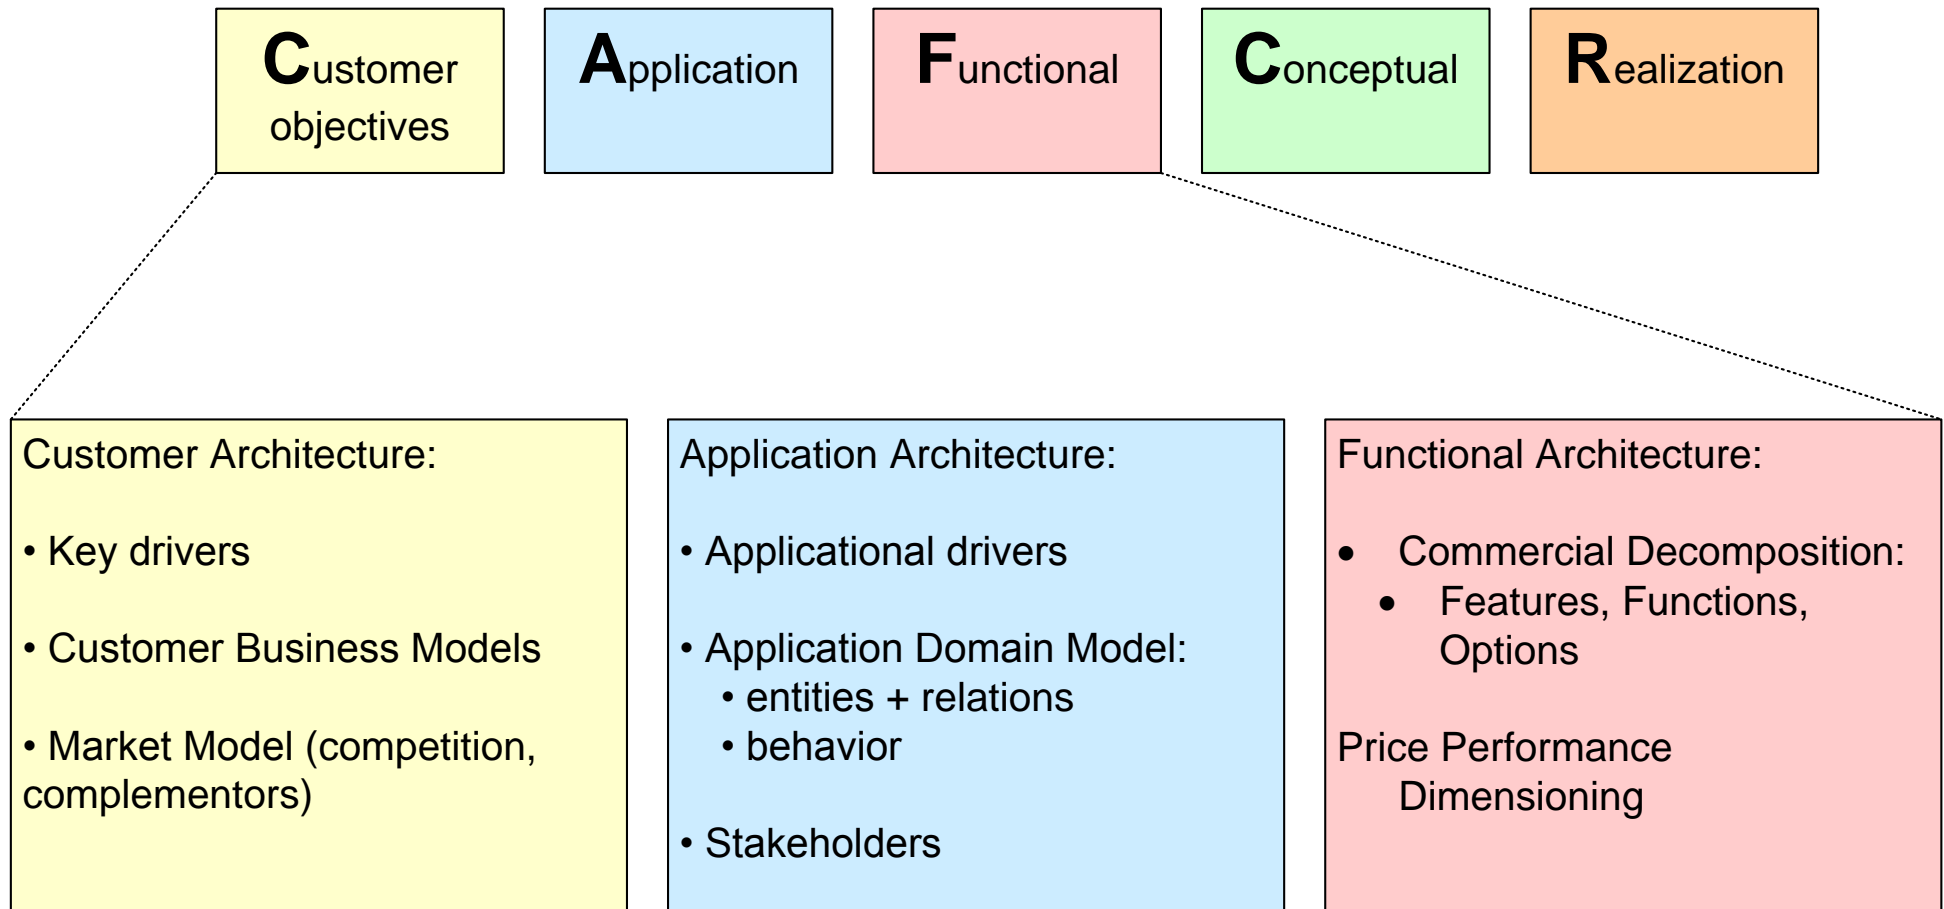 Customer
objectives
Application
Functional
Conceptual
Realization
Customer Architecture:
• Key drivers
• Customer Business Models
• Market Model (competition,
complementors)
Application Architecture:
• Applicational drivers
• Application Domain Model:
• entities + relations
• behavior
• Stakeholders
Functional Architecture:
• Commercial Decomposition:
• Features, Functions,
Options
Price Performance
Dimensioning